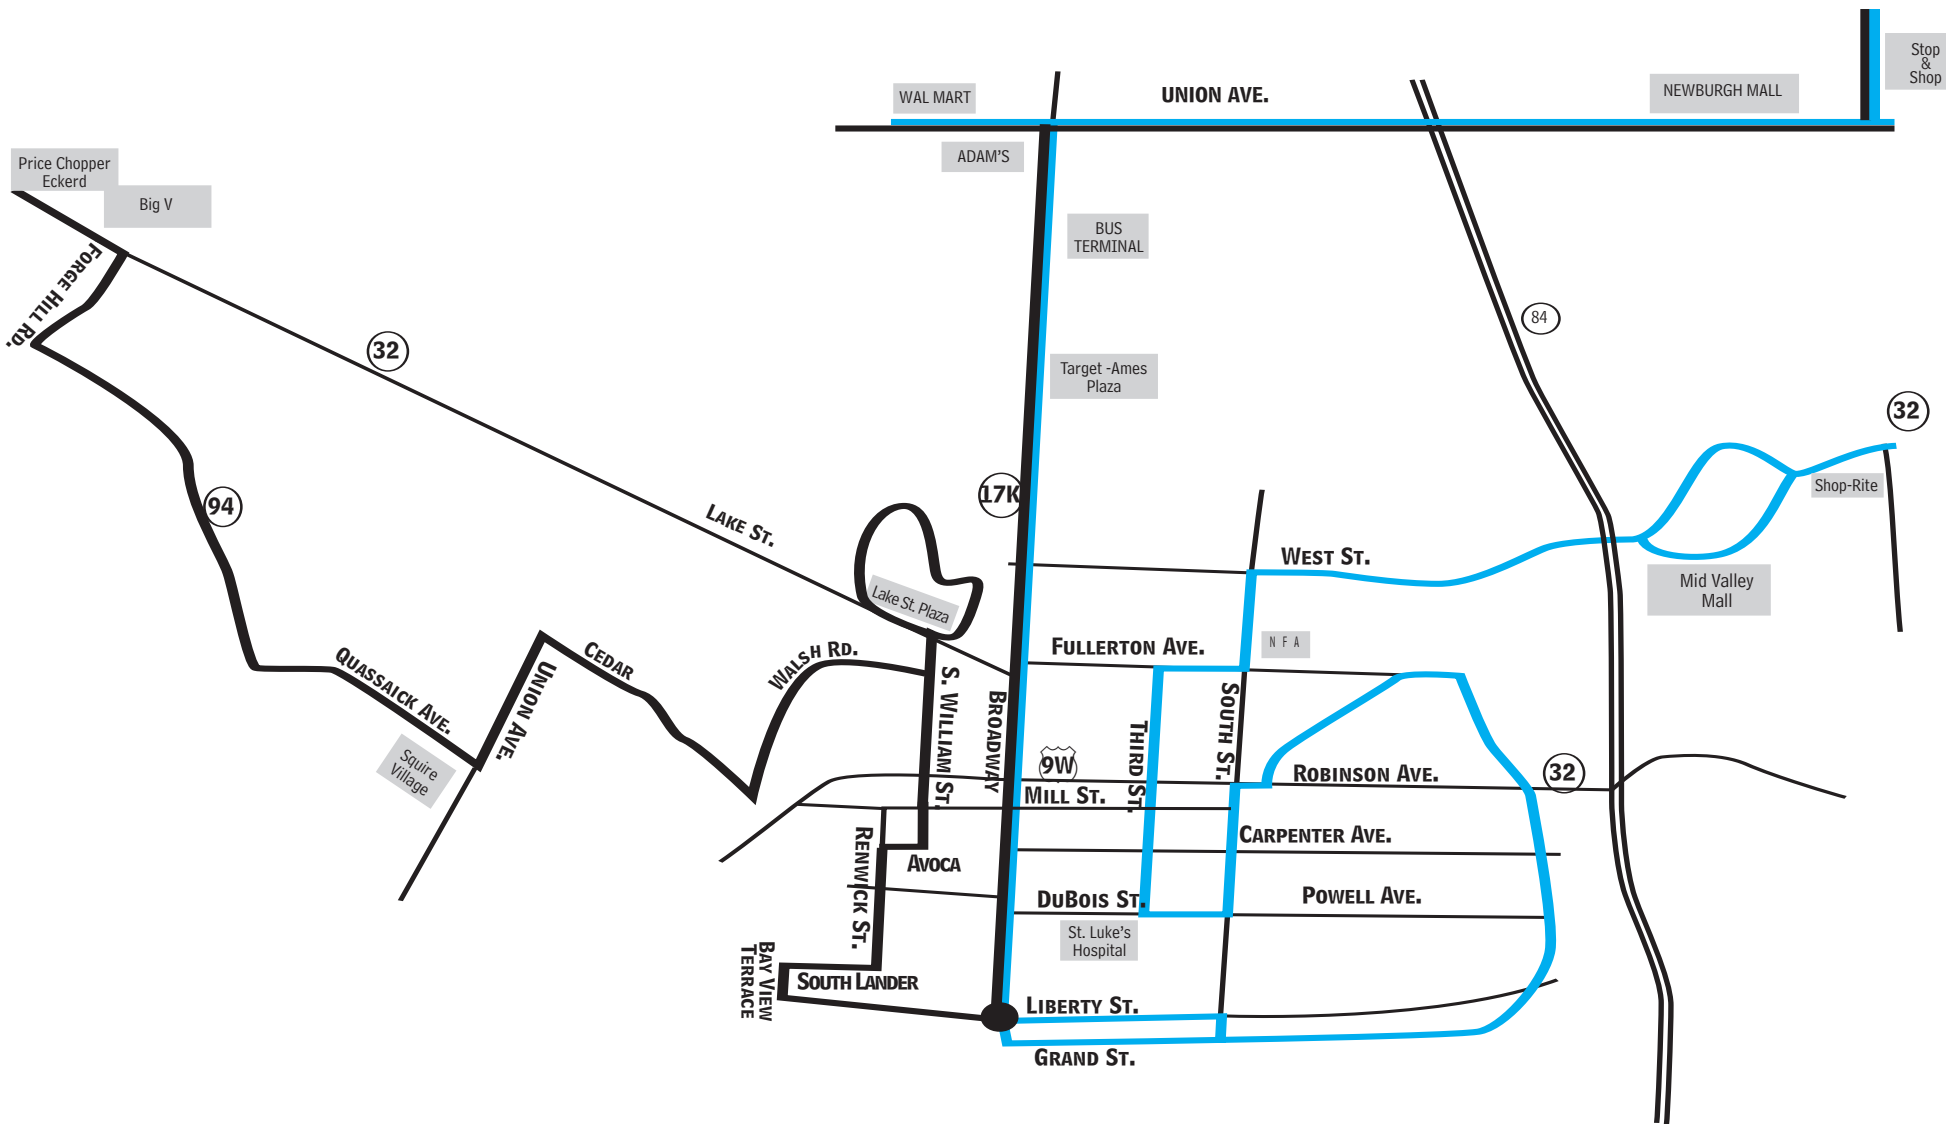 Stop
&
Shop
WAL MART
UNION AVE.
NEWBURGH MALL
ADAM'S
Price Chopper
Eckerd
Big V
BUS
TERMINAL
FORGE HILL RD.
32
84
Target -Ames
Plaza
32
94
17K
LAKE ST.
Shop-Rite
WEST ST.
Lake St. Plaza
Mid Valley
Mall
N F A
FULLERTON AVE.
WALSH RD.
CEDAR
QUASSAICK AVE.
UNION AVE.
S. WILLIAM ST.
BROADWAY
THIRD ST.
SOUTH ST.
Squire
Village
9W
ROBINSON AVE.
32
MILL ST.
CARPENTER AVE.
RENWICK ST.
AVOCA
DUBOIS ST.
POWELL AVE.
St. Luke's
Hospital
BAY VIEW
TERRACE
SOUTH LANDER
LIBERTY ST.
GRAND ST.